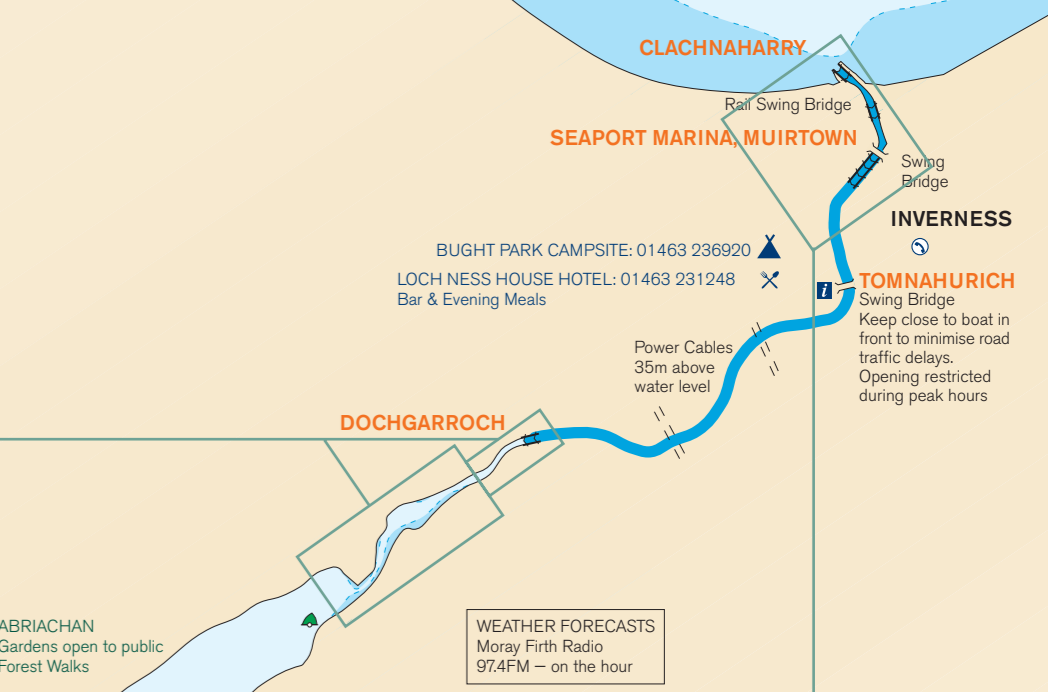 CLACHNAHARRY
Rail Swing Bridge
SEAPORT MARINA, MUIRTOWN
Swing
Bridge
INVERNESS
BUGHT PARK CAMPSITE: 01463 236920
LOCH NESS HOUSE HOTEL: 01463 231248
Bar & Evening Meals
i
TOMNAHURICH
Swing Bridge
Keep close to boat in
front to minimise road
traffic delays.
Opening restricted
during peak hours
Power Cables
35m above
water level
DOCHGARROCH
ABRIACHAN
Gardens open to public
Forest Walks
WEATHER FORECASTS
Moray Firth Radio
97.4FM – on the hour